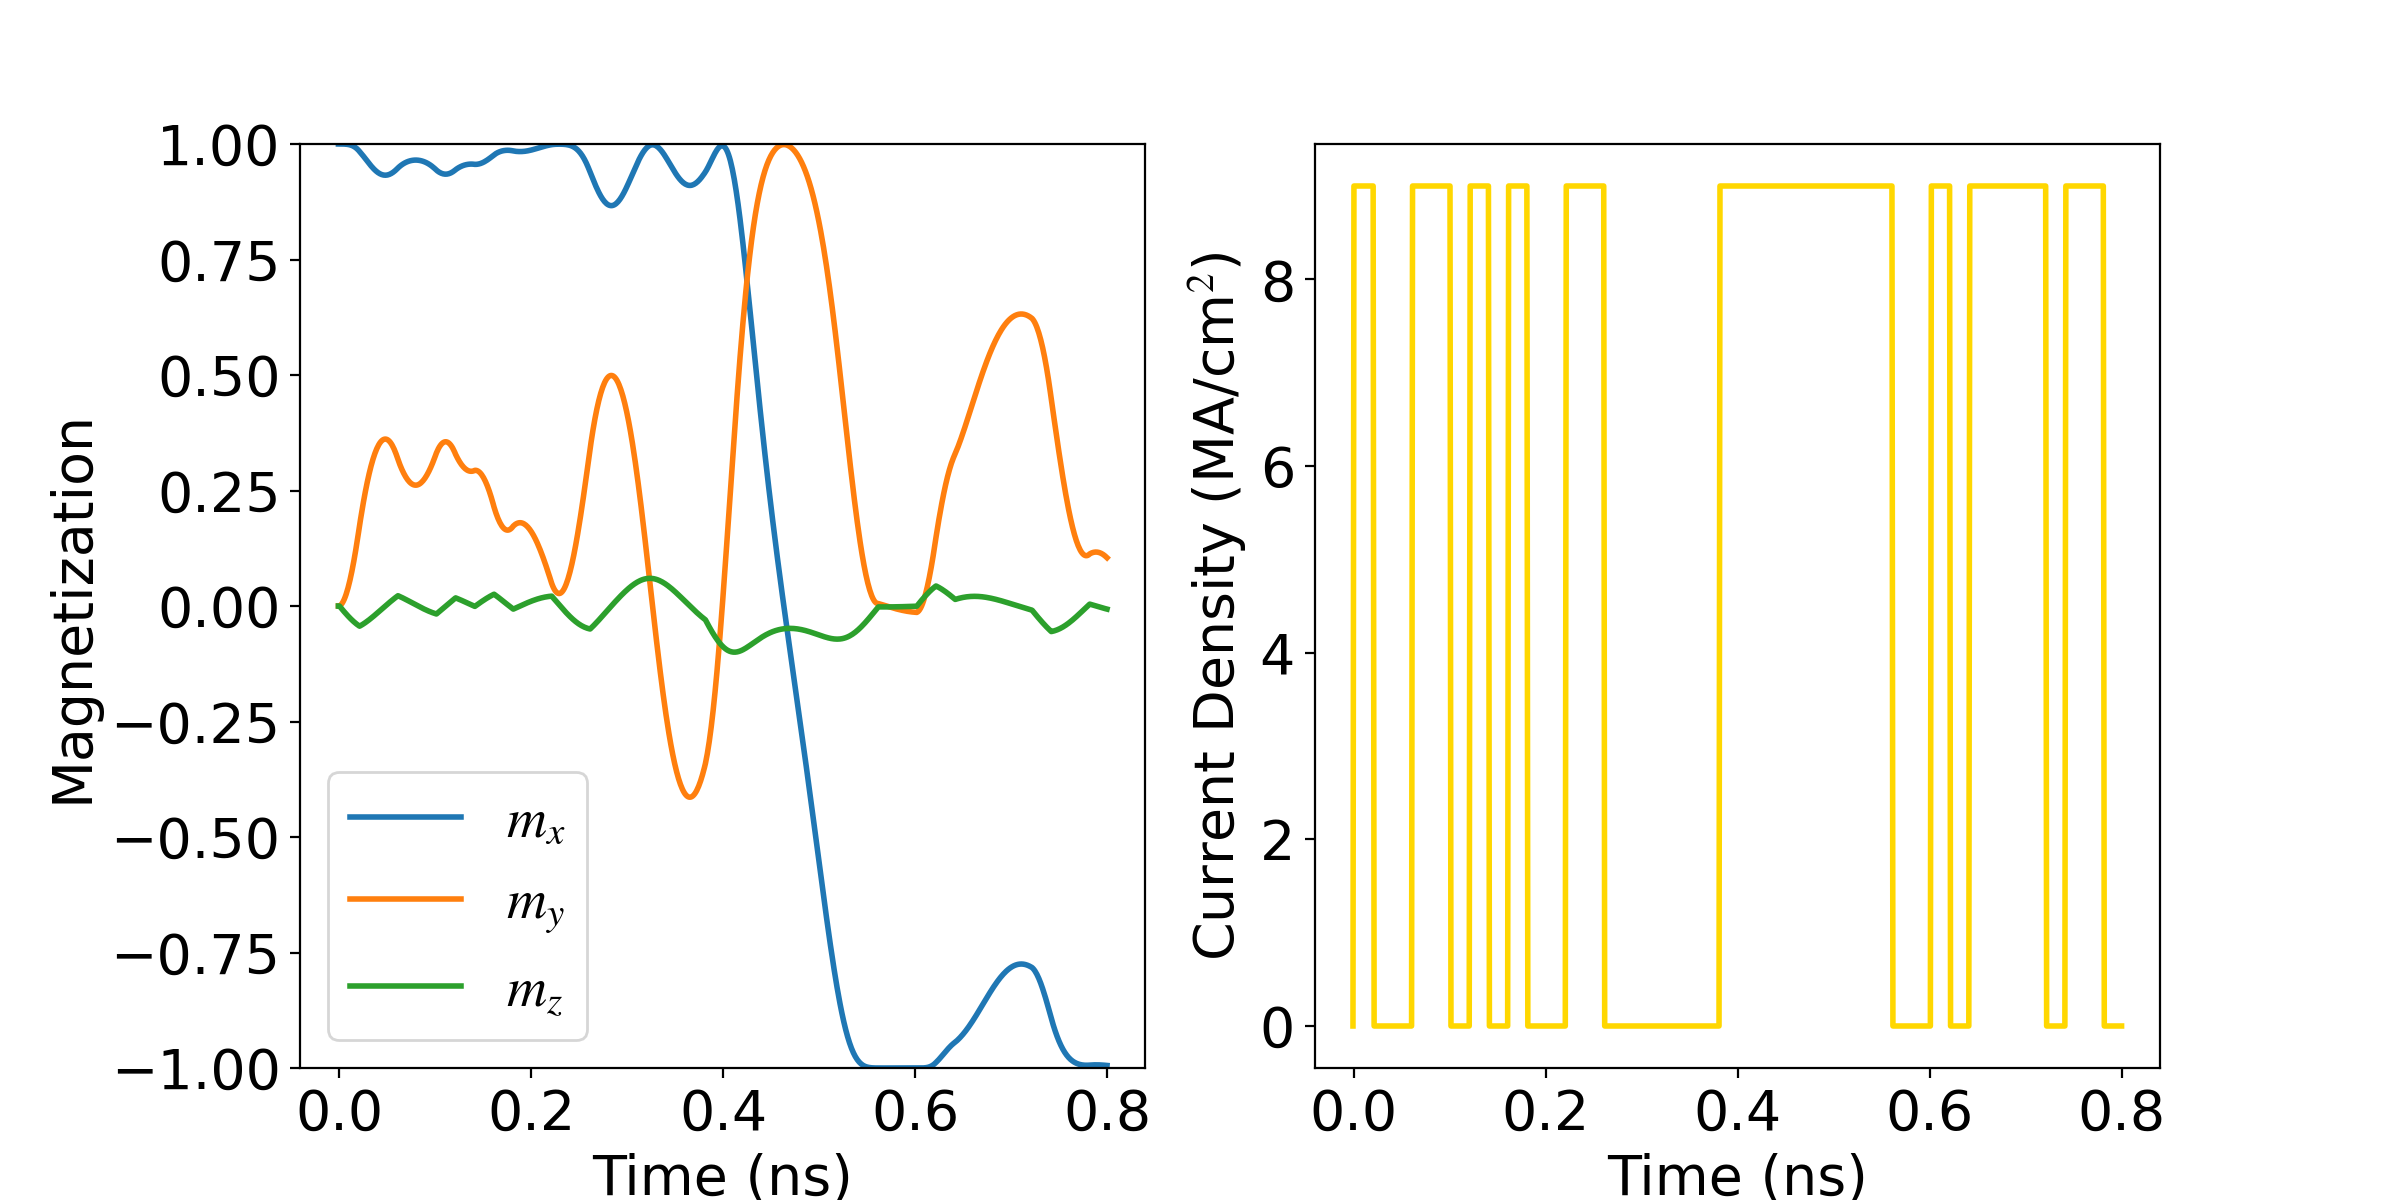 Magnetization
1.00
0.75
0.50
0.25
0.00
−0.25
−0.50
−0.75
−1.00
m_x
m_y
m_z
0.0 0.2 0.4 0.6 0.8
Time (ns)
Current Density (MA/cm²)
8
6
4
2
0
0.0 0.2 0.4 0.6 0.8
Time (ns)